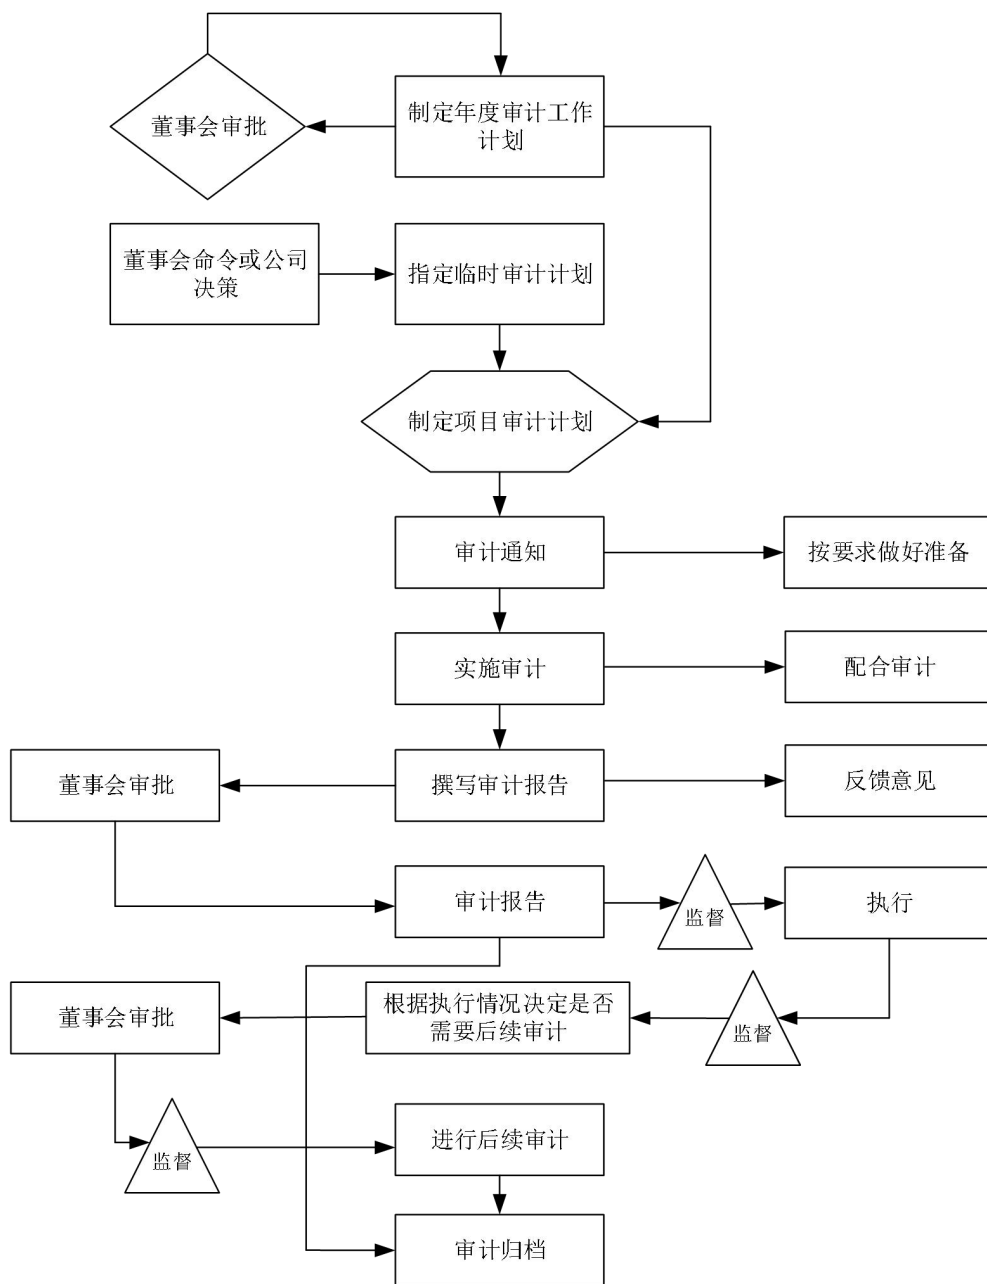 董事会审批
制定年度审计工作
计划
董事会命令或公司
决策
指定临时审计计划
制定项目审计计划
审计通知
按要求做好准备
实施审计
配合审计
董事会审批
撰写审计报告
反馈意见
审计报告
监督
执行
董事会审批
根据执行情况决定是否
需要后续审计
监督
监督
进行后续审计
审计归档